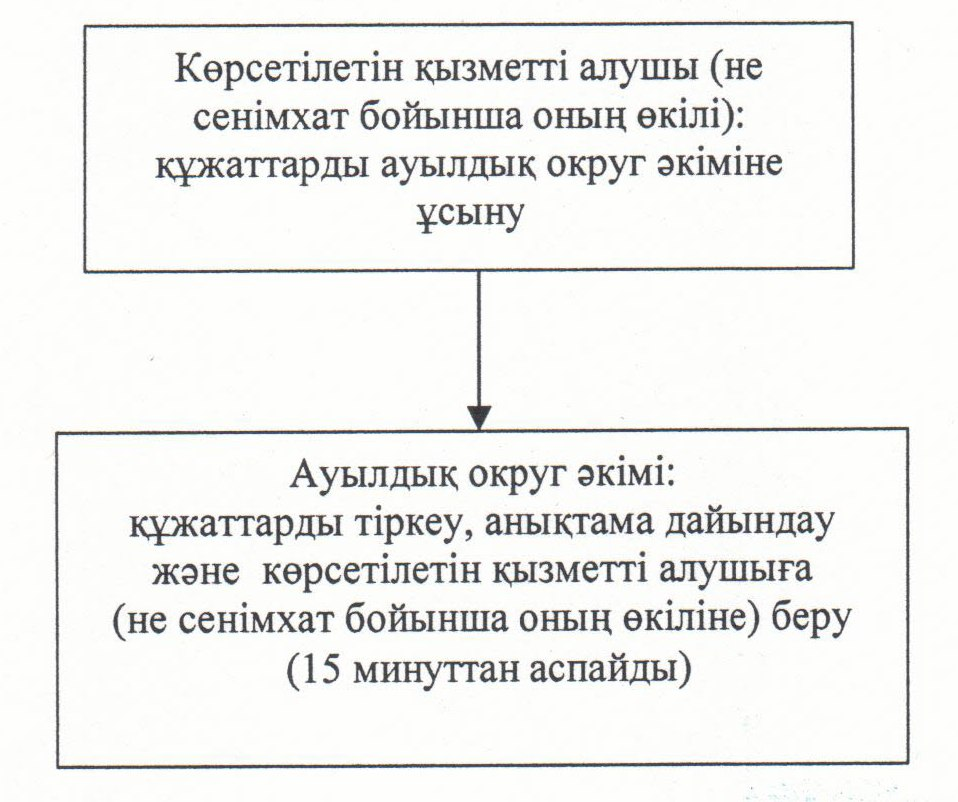 Көрсетілетін қызметті алушы (не
сенімхат бойынша оның өкілі):
құжаттарды ауылдық округ әкіміне
ұсыну
Ауылдық округ әкімі:
құжаттарды тіркеу, анықтама дайындау
және  көрсетілетін қызметті алушыға
(не сенімхат бойынша оның өкіліне) беру
(15 минуттан аспайды)